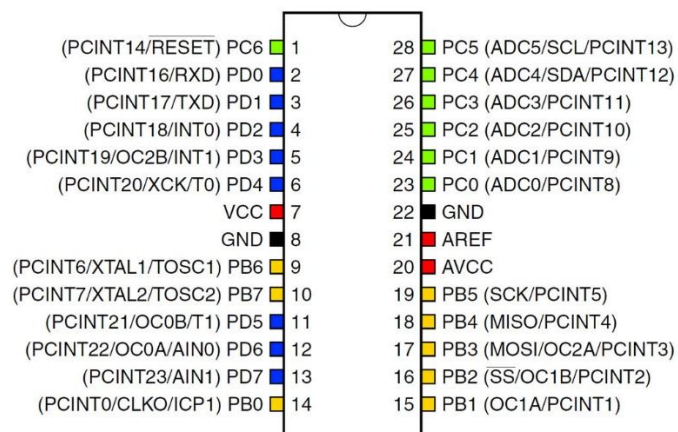 (PCINT14/RESET) PC6 1 28 PC5 (ADC5/SCL/PCINT13)
(PCINT16/RXD) PD0 2 27 PC4 (ADC4/SDA/PCINT12)
(PCINT17/TXD) PD1 3 26 PC3 (ADC3/PCINT11)
(PCINT18/INT0) PD2 4 25 PC2 (ADC2/PCINT10)
(PCINT19/OC2B/INT1) PD3 5 24 PC1 (ADC1/PCINT9)
(PCINT20/XCK/T0) PD4 6 23 PC0 (ADC0/PCINT8)
VCC 7 22 GND
GND 8 21 AREF
(PCINT6/XTAL1/TOSC1) PB6 9 20 AVCC
(PCINT7/XTAL2/TOSC2) PB7 10 19 PB5 (SCK/PCINT5)
(PCINT21/OC0B/T1) PD5 11 18 PB4 (MISO/PCINT4)
(PCINT22/OC0A/AIN0) PD6 12 17 PB3 (MOSI/OC2A/PCINT3)
(PCINT23/AIN1) PD7 13 16 PB2 (SS/OC1B/PCINT2)
(PCINT0/CLKO/ICP1) PB0 14 15 PB1 (OC1A/PCINT1)